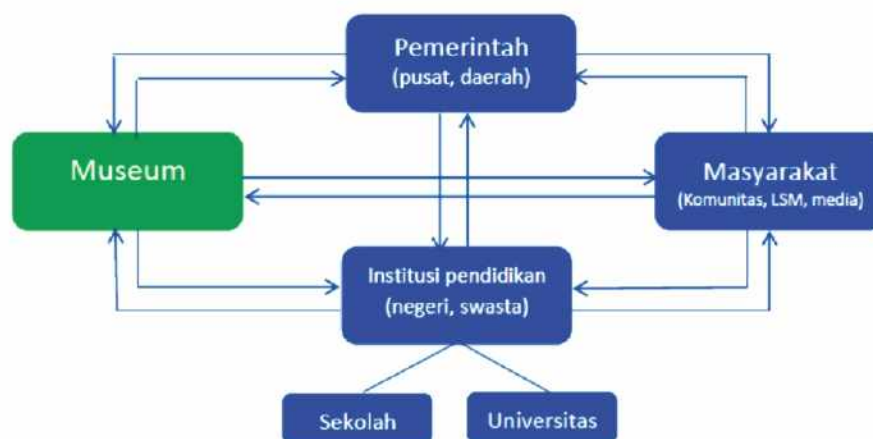 Pemerintah
(pusat, daerah)
Museum
Masyarakat
(Komunitas, LSM, media)
Institusi pendidikan
(negeri, swasta)
Sekolah
Universitas